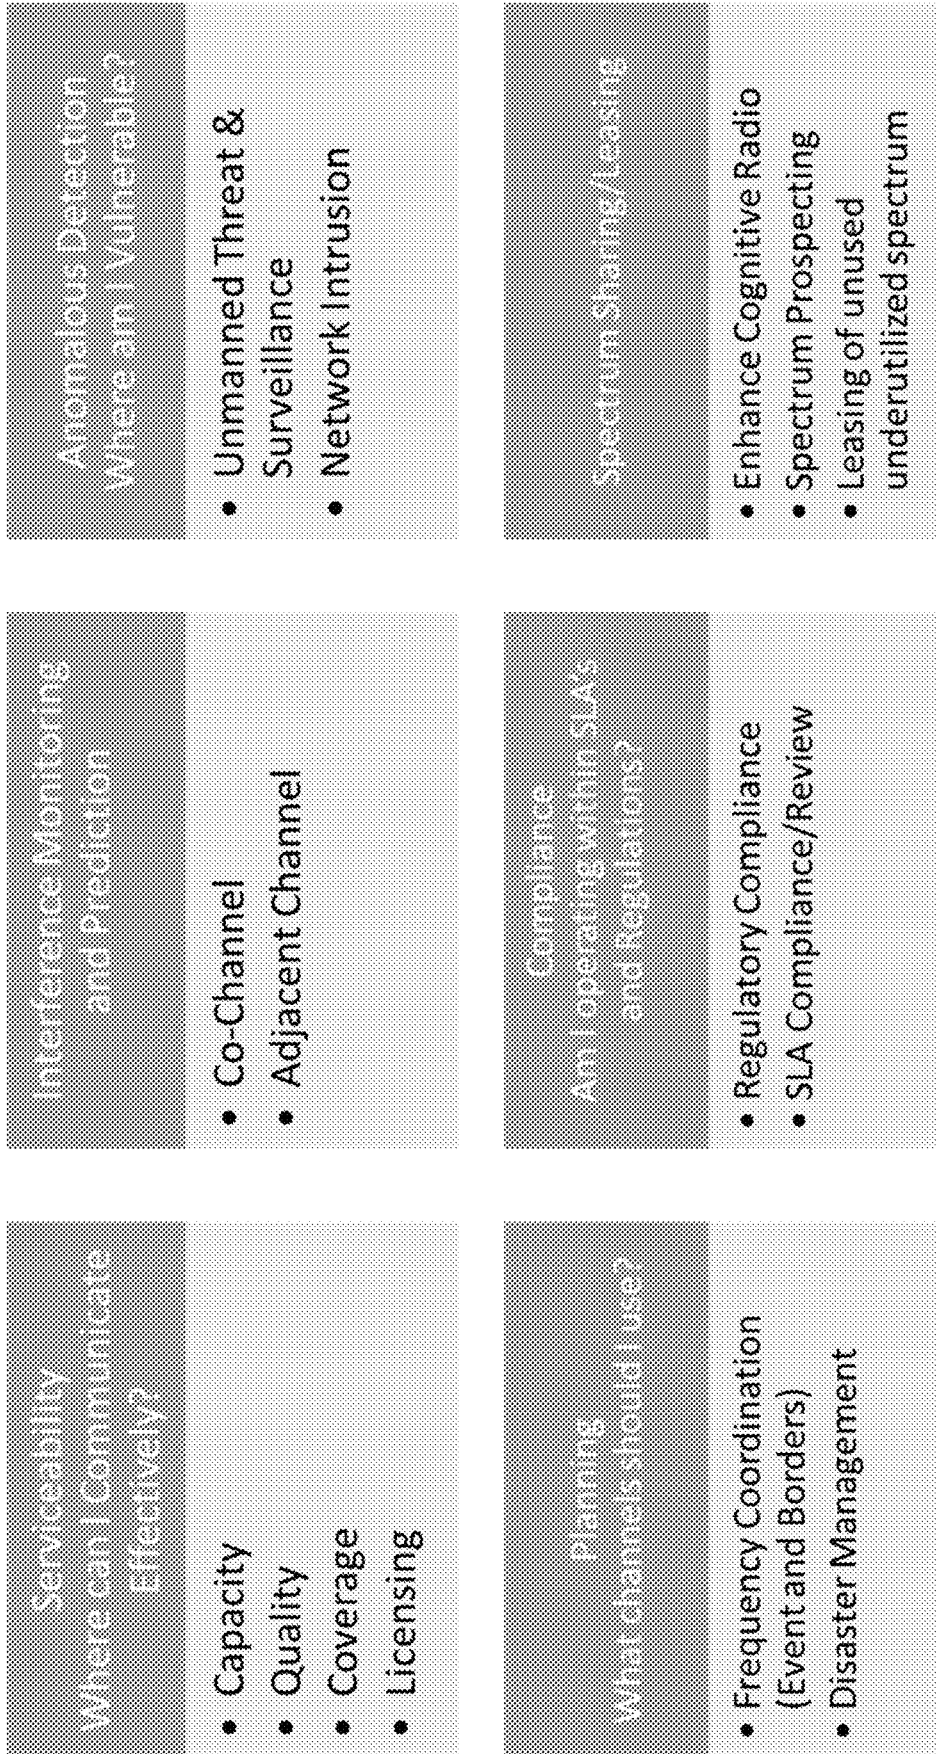 Serviceability
Where can I Communicate
Effectively?
• Capacity
• Quality
• Coverage
• Licensing
Interference Monitoring
and Prediction
• Co-Channel
• Adjacent Channel
Anomalous Detection
Where am I Vulnerable?
• Unmanned Threat &
Surveillance
• Network Intrusion
Planning
What channels should I use?
• Frequency Coordination
(Event and Borders)
• Disaster Management
Compliance
Am I operating within SLA's
and Regulations?
• Regulatory Compliance
• SLA Compliance/Review
Spectrum Sharing/Leasing
• Enhance Cognitive Radio
• Spectrum Prospecting
• Leasing of unused
underutilized spectrum